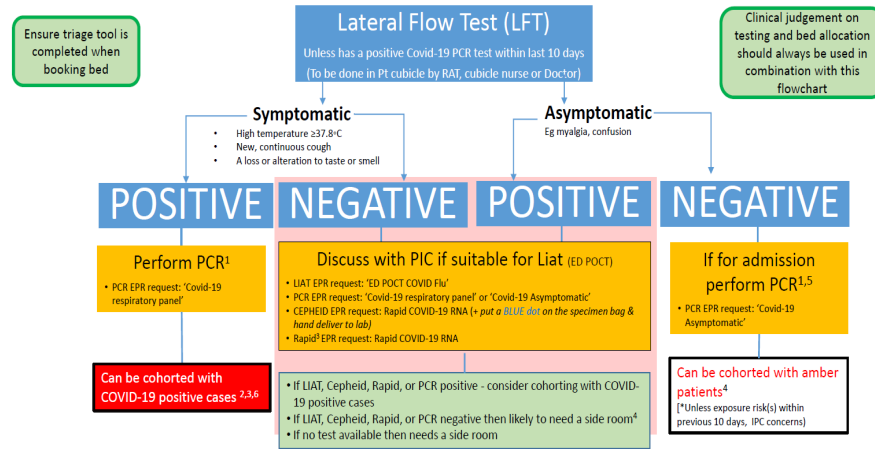 Ensure triage tool is
completed when
booking bed
Lateral Flow Test (LFT)
Unless has a positive Covid-19 PCR test within last 10 days
(To be done in Pt cubicle by RAT, cubicle nurse or Doctor)
Clinical judgement on
testing and bed allocation
should always be used in
combination with this
flowchart
Symptomatic
• High temperature ≥37.8ᵒC
• New, continuous cough
• A loss or alteration to taste or smell
Asymptomatic
Eg myalgia, confusion
POSITIVE
NEGATIVE
POSITIVE
NEGATIVE
Perform PCR¹
• PCR EPR request: 'Covid-19
respiratory panel'
Discuss with PIC if suitable for Liat (ED POCT)
• LIAT EPR request: 'ED POCT COVID Flu'
• PCR EPR request: 'Covid-19 respiratory panel' or 'Covid-19 Asymptomatic'
• CEPHEID EPR request: Rapid COVID-19 RNA (+ put a BLUE dot on the specimen bag &
hand deliver to lab)
• Rapid³ EPR request: Rapid COVID-19 RNA
If for admission
perform PCR¹,⁵
• PCR EPR request: 'Covid-19
Asymptomatic'
Can be cohorted with
COVID-19 positive cases ²,³,⁶
• If LIAT, Cepheid, Rapid, or PCR positive - consider cohorting with COVID-
19 positive cases
• If LIAT, Cepheid, Rapid, or PCR negative then likely to need a side room⁴
• If no test available then needs a side room
Can be cohorted with amber
patients⁴
[*Unless exposure risk(s) within
previous 10 days, IPC concerns)